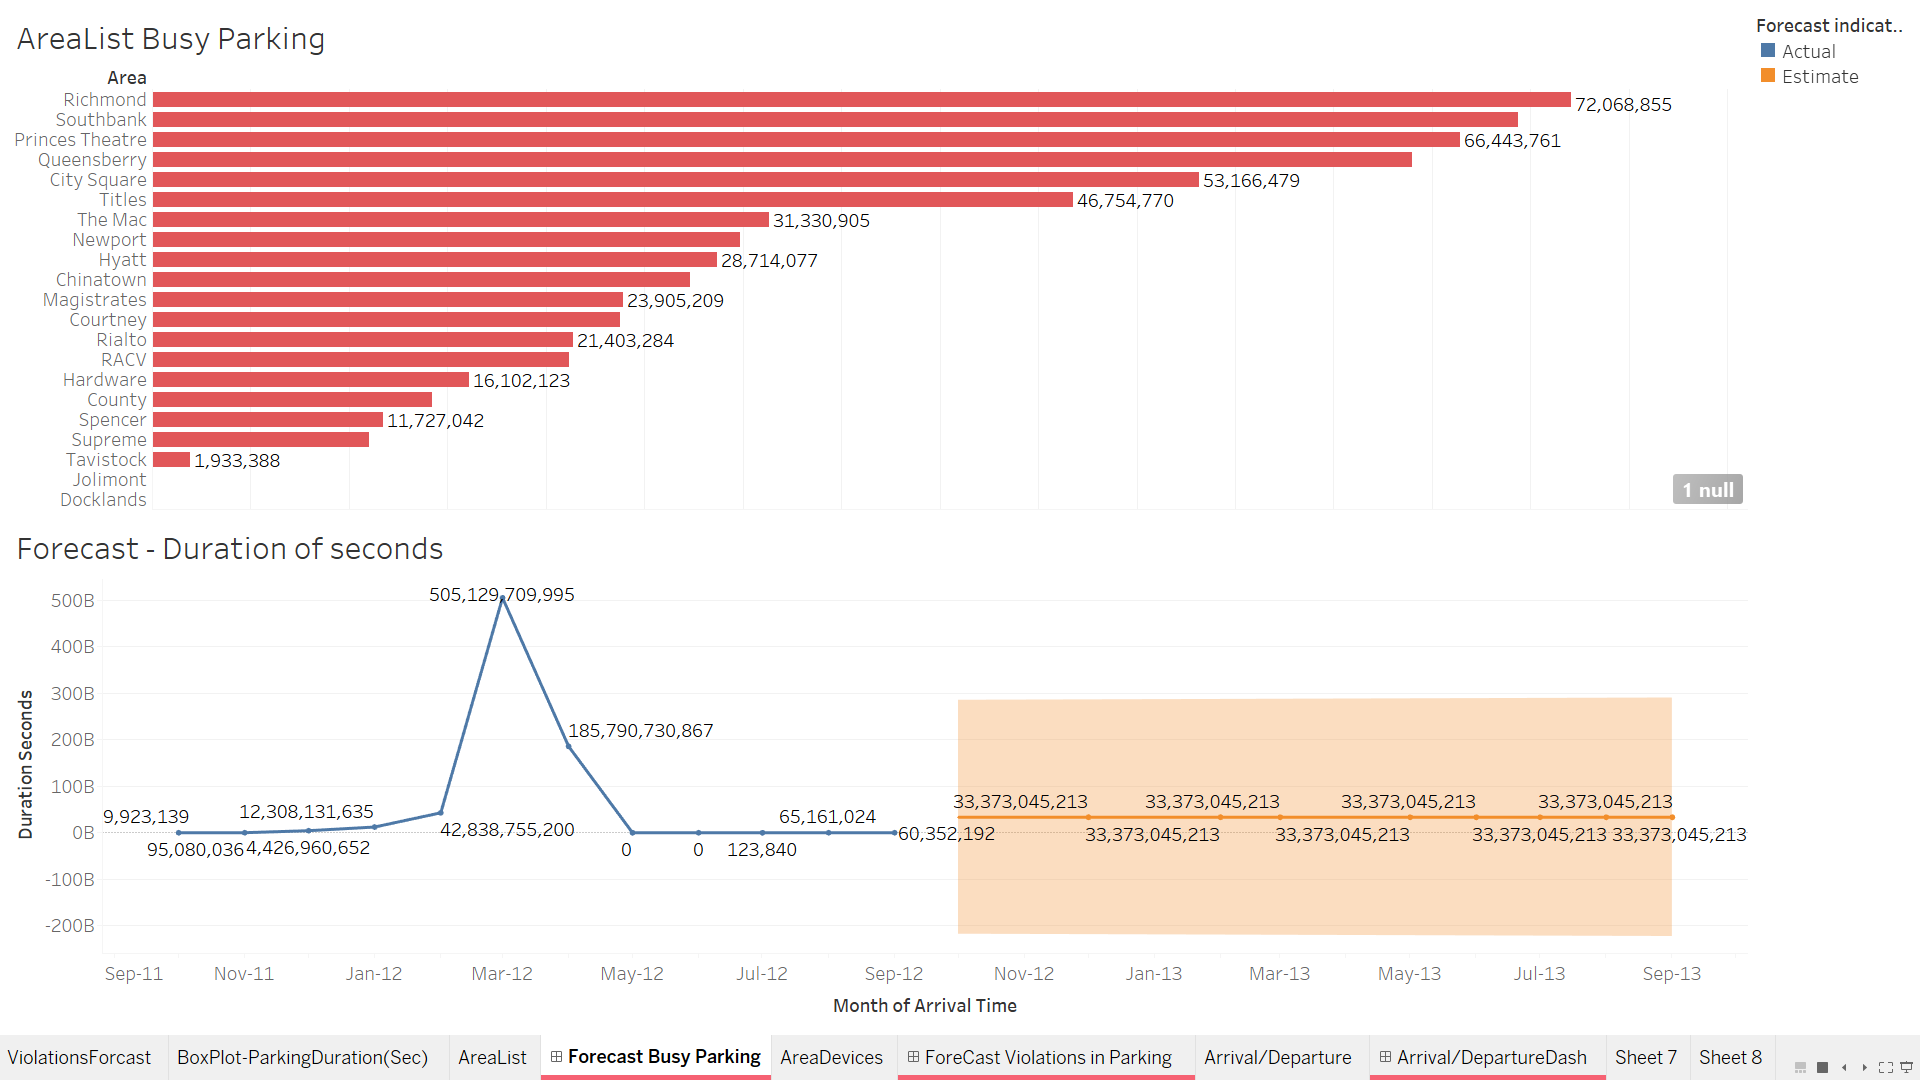 AreaList Busy Parking
Forecast indicat..
Actual
Estimate
Area
Richmond 72,068,855
Southbank
Princes Theatre 66,443,761
Queensberry
City Square 53,166,479
Titles 46,754,770
The Mac 31,330,905
Newport
Hyatt 28,714,077
Chinatown
Magistrates 23,905,209
Courtney
Rialto 21,403,284
RACV
Hardware 16,102,123
County
Spencer 11,727,042
Supreme
Tavistock 1,933,388
Jolimont
Docklands
1 null
Forecast - Duration of seconds
Duration Seconds
500B
400B
300B
200B
100B
0B
-100B
-200B
505,129,709,995
185,790,730,867
9,923,139
12,308,131,635
65,161,024
42,838,755,200
60,352,192
95,080,036
4,426,960,652
0
0
123,840
33,373,045,213
33,373,045,213
33,373,045,213
33,373,045,213
33,373,045,213
33,373,045,213
33,373,045,213
33,373,045,213
Sep-11 Nov-11 Jan-12 Mar-12 May-12 Jul-12 Sep-12 Nov-12 Jan-13 Mar-13 May-13 Jul-13 Sep-13
Month of Arrival Time
ViolationsForcast BoxPlot-ParkingDuration(Sec) AreaList Forecast Busy Parking AreaDevices ForeCast Violations in Parking Arrival/Departure Arrival/DepartureDash Sheet 7 Sheet 8